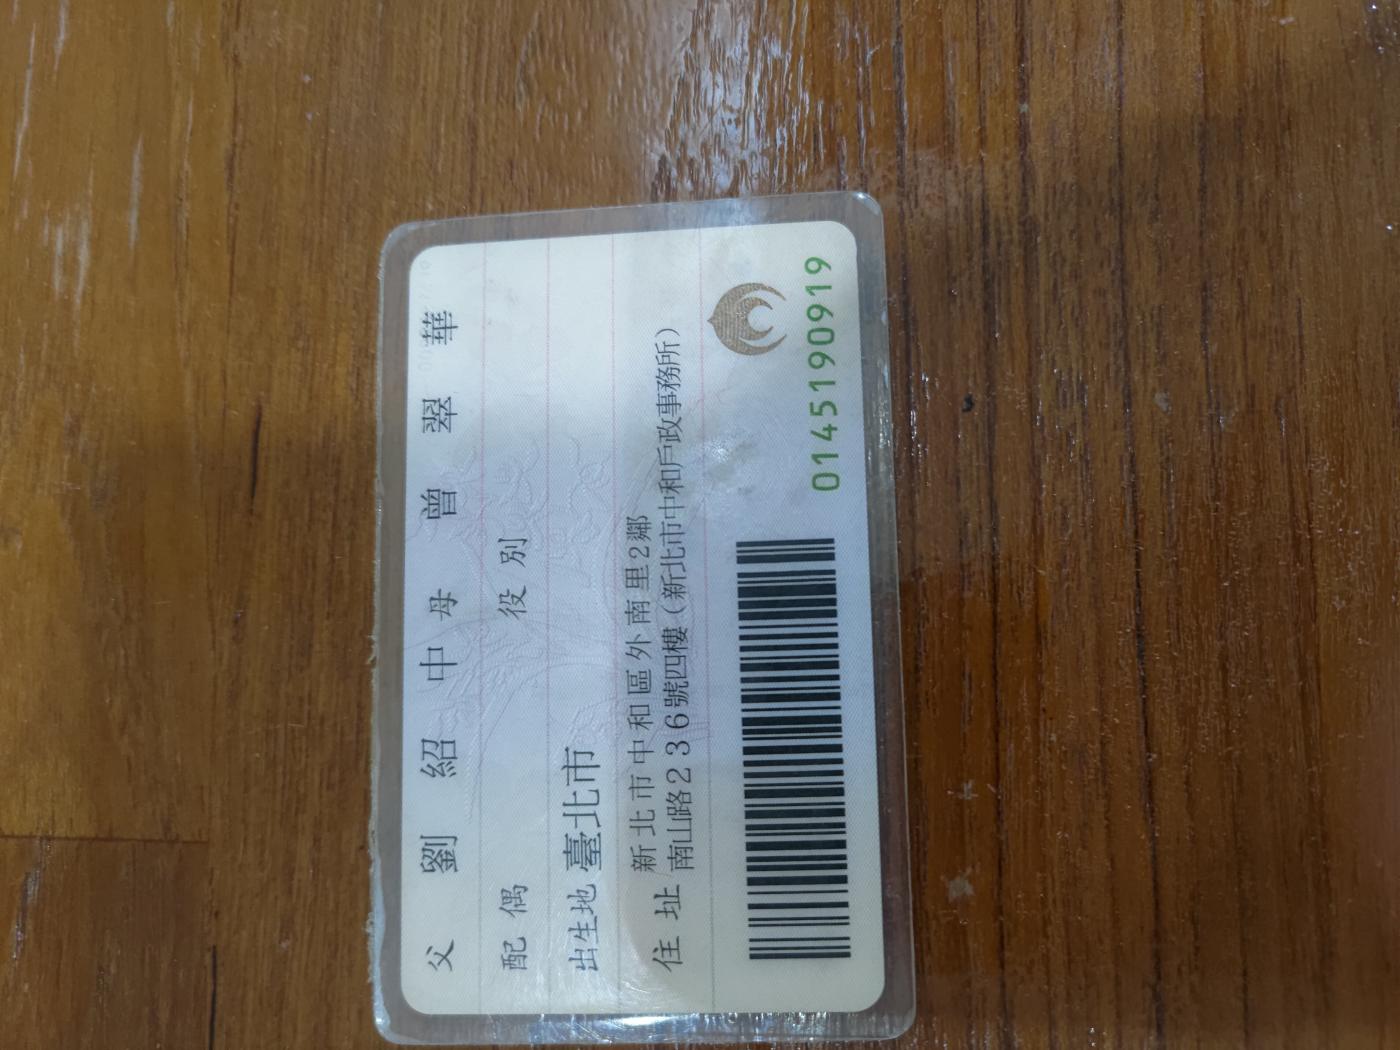 父 劉紹中 母 曾翠華
配偶 役別
出生地 臺北市
住址 新北市中和區外南里2鄰
南山路236號四樓（新北市中和戶政事務所）
0145190919